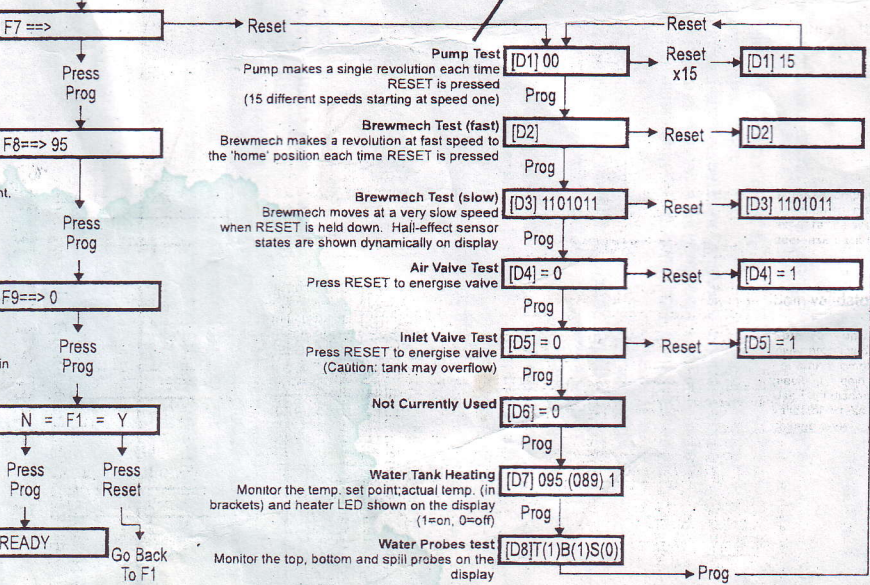 F7 ==>
Reset
Reset
Pump Test
Pump makes a single revolution each time
RESET is pressed
(15 different speeds starting at speed one)
[D1] 00
Reset
x15
[D1] 15
Press
Prog
Prog
F8==> 95
Brewmech Test (fast)
Brewmech makes a revolution at fast speed to
the 'home' position each time RESET is pressed
[D2]
Reset
[D2]
Prog
nt.
Press
Prog
Brewmech Test (slow)
Brewmech moves at a very slow speed
when RESET is held down. Hall-effect sensor
states are shown dynamically on display
[D3] 1101011
Reset
[D3] 1101011
Prog
F9==> 0
Air Valve Test
Press RESET to energise valve
[D4] = 0
Reset
[D4] = 1
Prog
Press
Prog
in
Inlet Valve Test
Press RESET to energise valve
(Caution: tank may overflow)
[D5] = 0
Reset
[D5] = 1
Prog
N = F1 = Y
Not Currently Used
[D6] = 0
Prog
Press
Prog
Press
Reset
Water Tank Heating
Monitor the temp. set point;actual temp. (in
brackets) and heater LED shown on the display
(1=on, 0=off)
[D7] 095 (089) 1
Prog
READY
Go Back
To F1
Water Probes test
Monitor the top, bottom and spill probes on the
display
[D8]T(1)B(1)S(0)
Prog